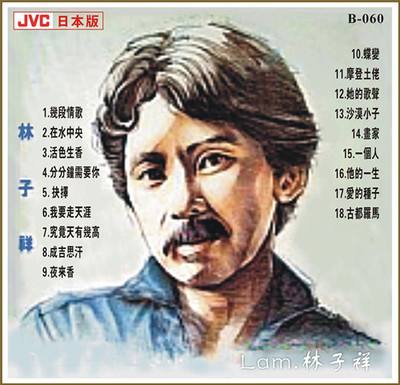 JVC 日本版
B-060
林子祥
1.幾段情歌
2.在水中央
3.活色生香
4.分分鐘需要你
5.抉擇
6.我要走天涯
7.究竟天有幾高
8.成吉思汗
9.夜來香
10.蝶變
11.摩登土佬
12.她的歌聲
13.沙漠小子
14.畫家
15.一個人
16.他的一生
17.愛的種子
18.古都羅馬
Lam.林子祥